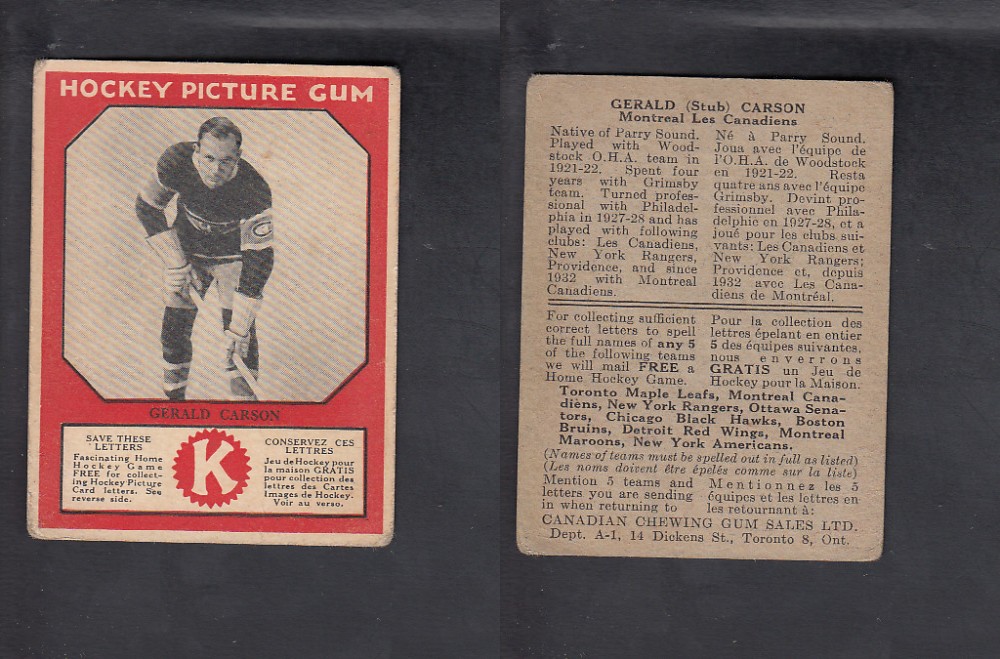 HOCKEY PICTURE GUM
GERALD CARSON
SAVE THESE
LETTERS
Fascinating Home
Hockey Game
FREE for collect-
ing Hockey Picture
Card letters. See
reverse side.
K
CONSERVEZ CES
LETTRES
Jeu de Hockey pour
la maison GRATIS
pour collection des
lettres des Cartes
Images de Hockey.
Voir au verso.
GERALD (Stub) CARSON
Montreal Les Canadiens
Native of Parry Sound.
Played with Wood-
stock O.H.A. team in
1921-22. Spent four
years with Grimsby
team. Turned profes-
sional with Philadel-
phia in 1927-28 and has
played with following
clubs: Les Canadiens,
New York Rangers,
Providence, and since
1932 with Montreal
Canadiens.
Né à Parry Sound.
Joua avec l'équipe de
l'O.H.A. de Woodstock
en 1921-22. Resta
quatre ans avec l'équipe
Grimsby. Devint pro-
fessionnel avec Phila-
delphie en 1927-28, et a
joué pour les clubs sui-
vants: Les Canadiens et
New York Rangers;
Providence et, depuis
1932 avec Les Cana-
diens de Montréal.
For collecting sufficient
correct letters to spell
the full names of any 5
of the following teams
we will mail FREE a
Home Hockey Game.
Pour la collection des
lettres épelant en entier
5 des équipes suivantes,
nous enverrons
GRATIS un Jeu de
Hockey pour la Maison.
Toronto Maple Leafs, Montreal Cana-
diens, New York Rangers, Ottawa Sena-
tors, Chicago Black Hawks, Boston
Bruins, Detroit Red Wings, Montreal
Maroons, New York Americans.
(Names of teams must be spelled out in full as listed)
(Les noms doivent être épelés comme sur la liste)
Mention 5 teams and
letters you are sending
in when returning to
Mentionnez les 5
équipes et les lettres en
les retournant à:
CANADIAN CHEWING GUM SALES LTD.
Dept. A-1, 14 Dickens St., Toronto 8, Ont.